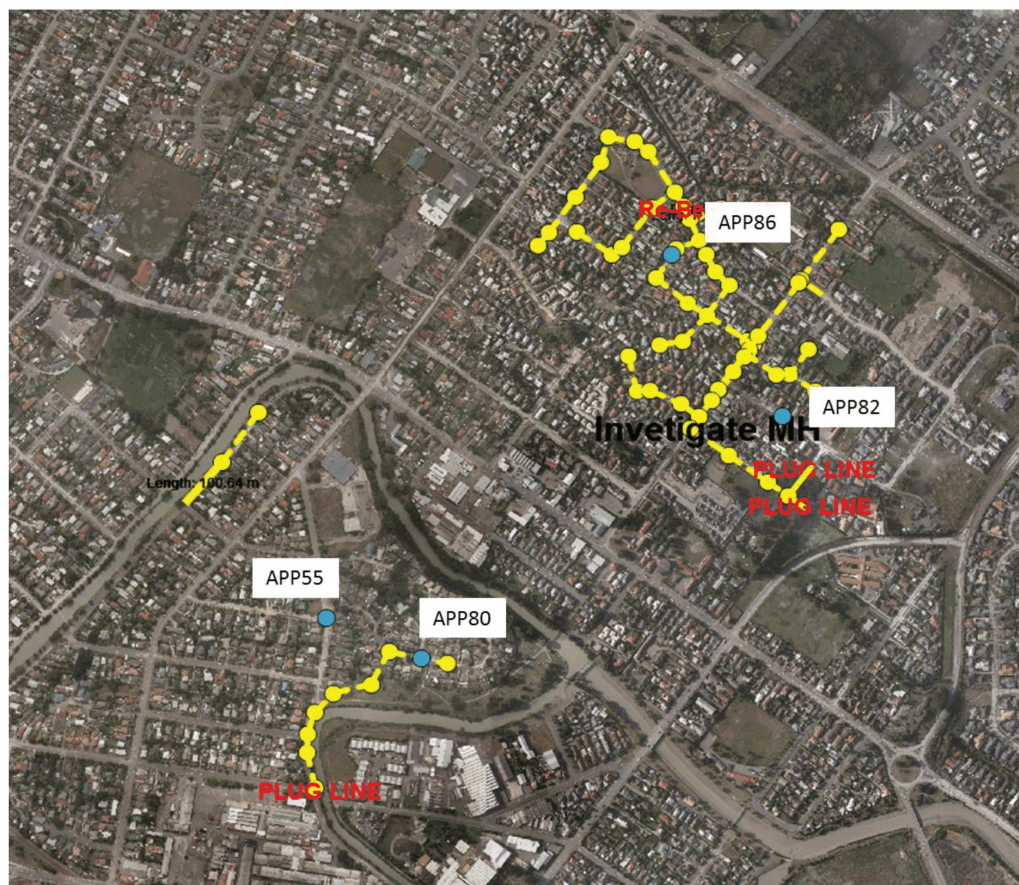 Re-Be
APP86
APP82
Invetigate MH
PLUG LINE
Length: 100.64 m
PLUG LINE
APP55
APP80
PLUG LINE